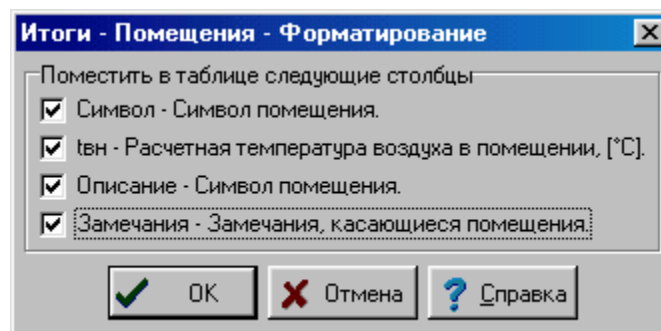 Итоги - Помещения - Форматирование
Поместить в таблице следующие столбцы
Символ - Символ помещения.
tвн - Расчетная температура воздуха в помещении, [°C].
Описание - Символ помещения.
Замечания - Замечания, касающиеся помещения.
OK Отмена Справка